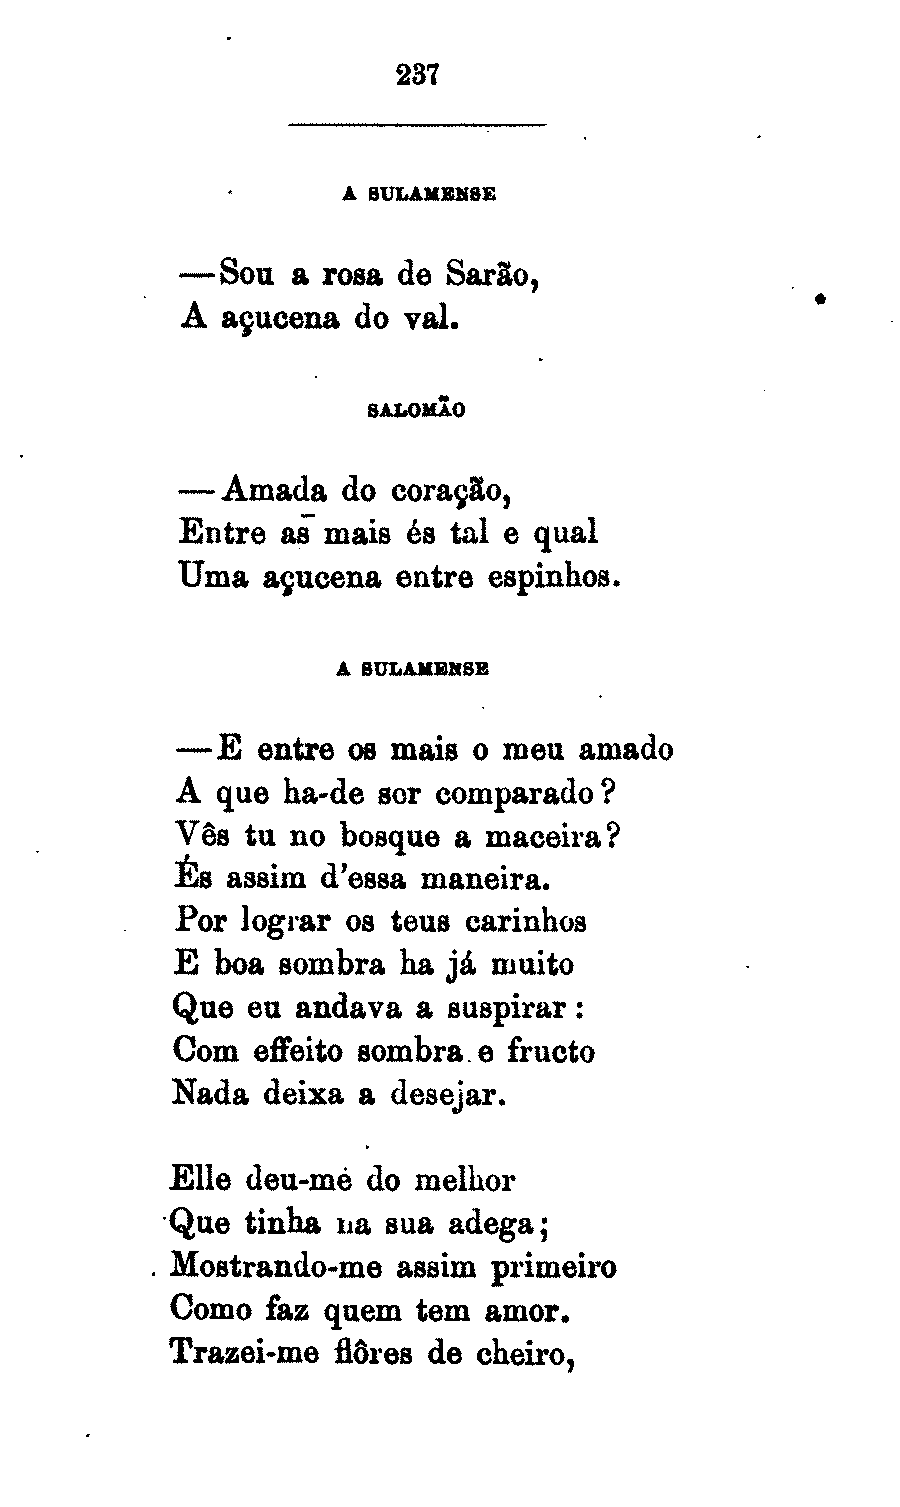 237
A SULAMENSE
—Sou a rosa de Sarão,
A açucena do val.
SALOMÃO
—Amada do coração,
Entre as mais és tal e qual
Uma açucena entre espinhos.
A SULAMENSE
—E entre os mais o meu amado
A que ha-de ser comparado?
Vês tu no bosque a maceira?
És assim d'essa maneira.
Por lograr os teus carinhos
E boa sombra ha já muito
Que eu andava a suspirar:
Com effeito sombra e fructo
Nada deixa a desejar.
Elle deu-me do melhor
Que tinha na sua adega;
Mostrando-me assim primeiro
Como faz quem tem amor.
Trazei-me flôres de cheiro,